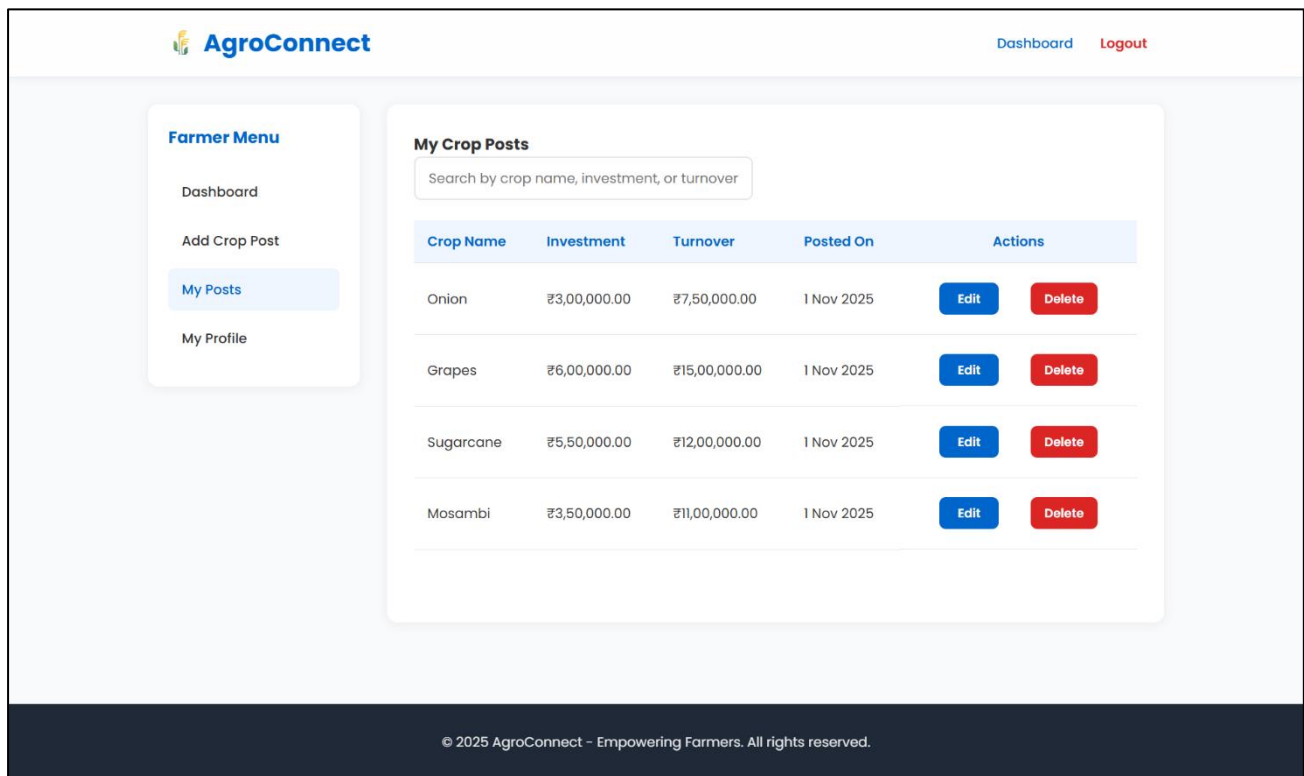 AgroConnect
Dashboard Logout
Farmer Menu
Dashboard
Add Crop Post
My Posts
My Profile
My Crop Posts
Search by crop name, investment, or turnover
Crop Name Investment Turnover Posted On Actions
Onion ₹3,00,000.00 ₹7,50,000.00 1 Nov 2025 Edit Delete
Grapes ₹6,00,000.00 ₹15,00,000.00 1 Nov 2025 Edit Delete
Sugarcane ₹5,50,000.00 ₹12,00,000.00 1 Nov 2025 Edit Delete
Mosambi ₹3,50,000.00 ₹11,00,000.00 1 Nov 2025 Edit Delete
© 2025 AgroConnect - Empowering Farmers. All rights reserved.